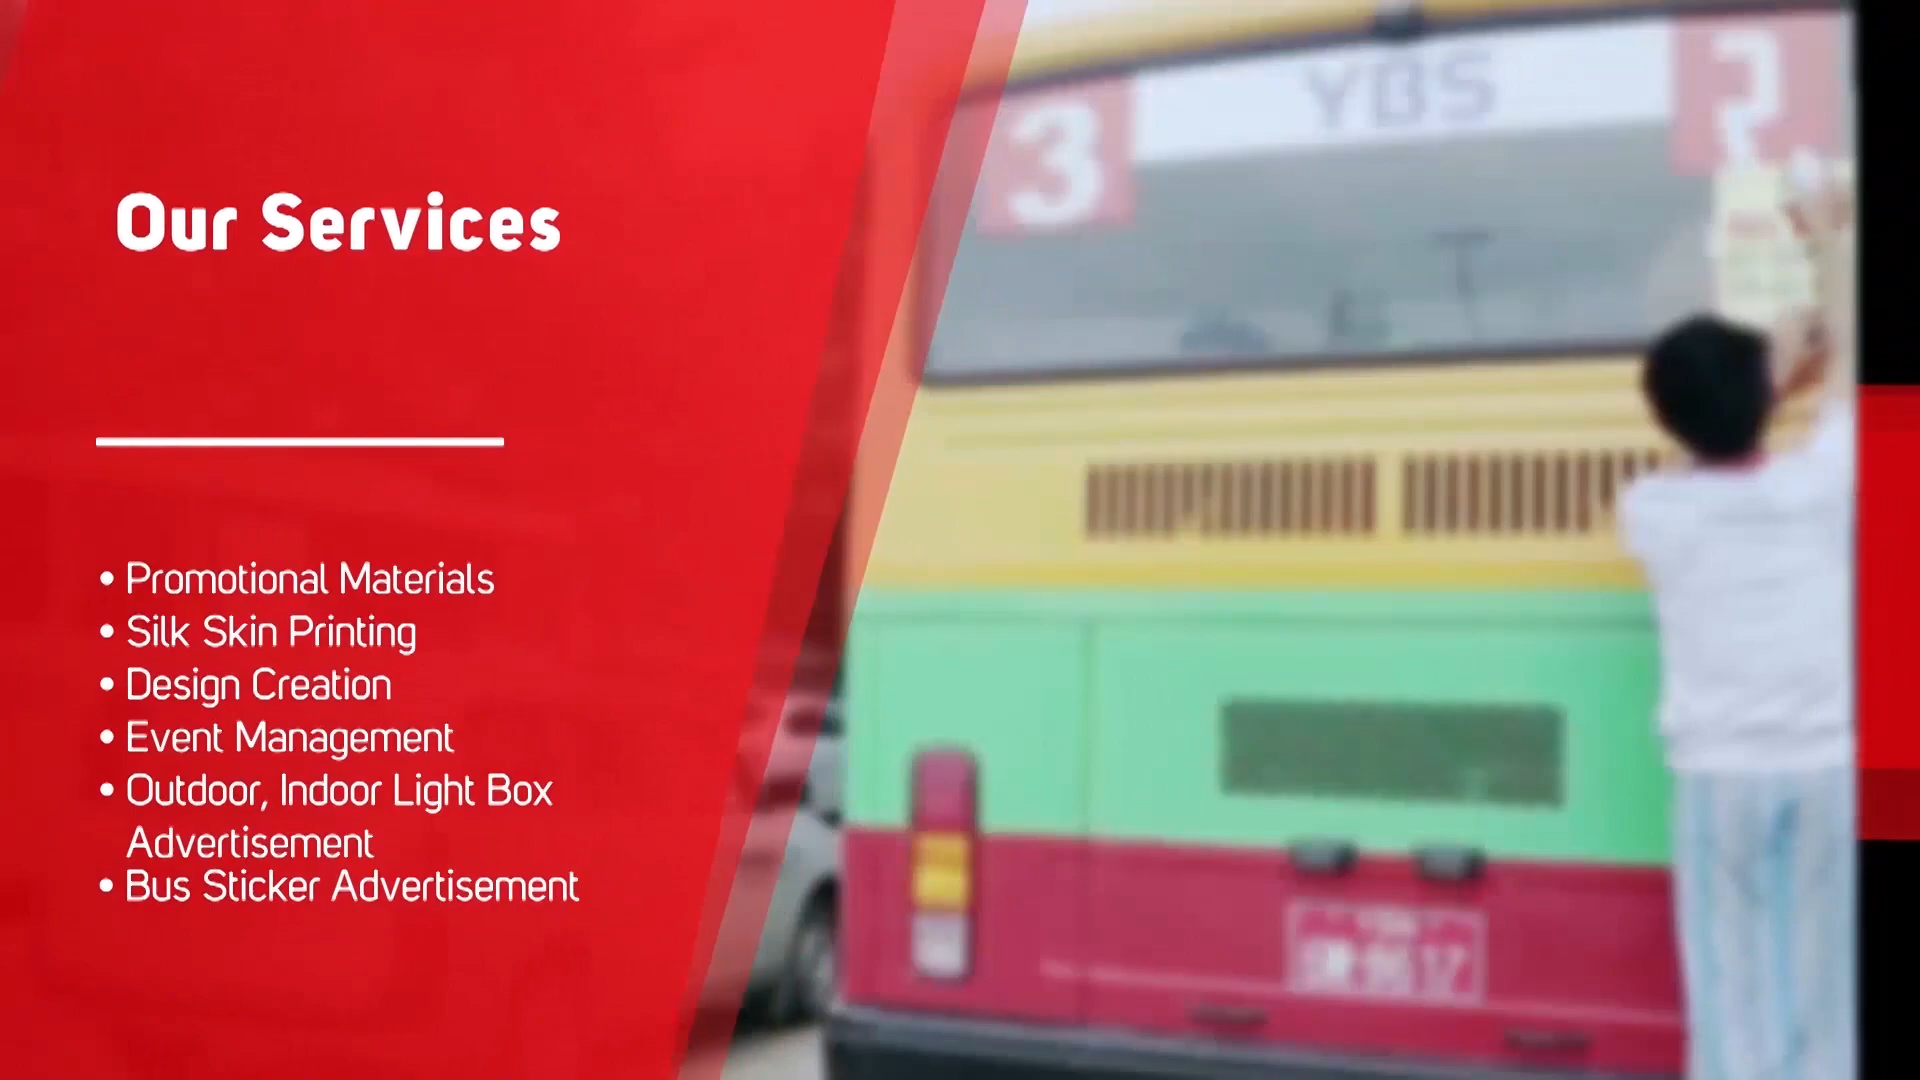 Our Services
• Promotional Materials
• Silk Skin Printing
• Design Creation
• Event Management
• Outdoor, Indoor Light Box
Advertisement
• Bus Sticker Advertisement
3
YBS